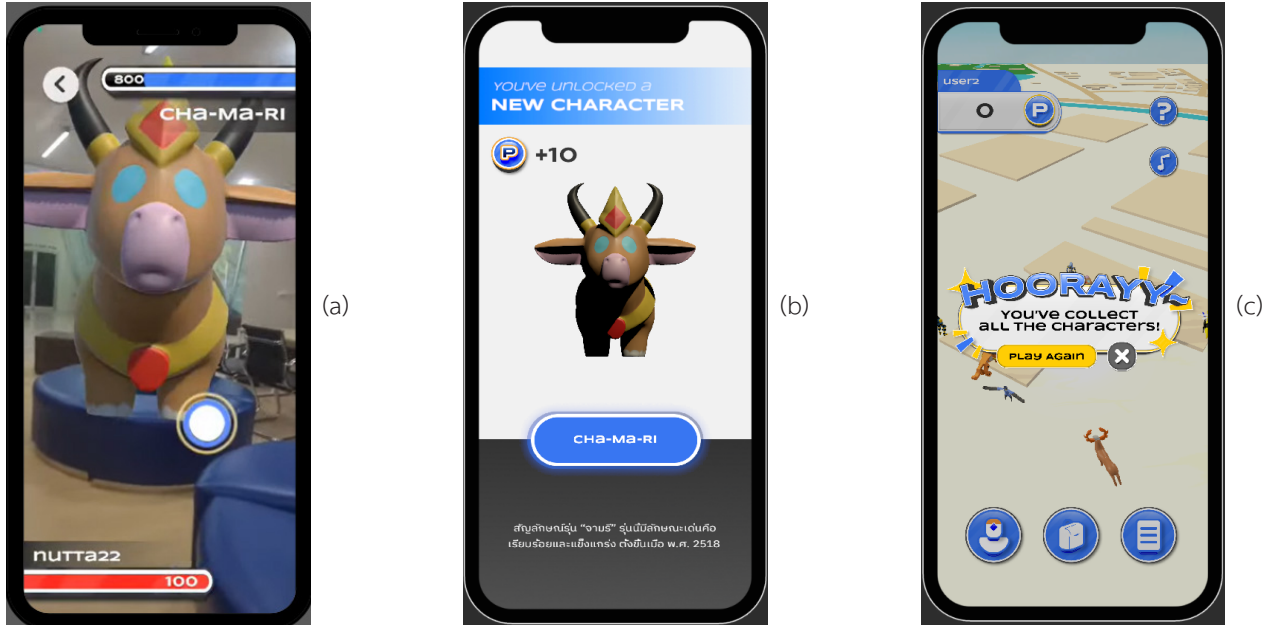 800
CHa-Ma-RI
nuTTa22
100
(a)
YOU'VE UNLOCKED a
NEW CHARACTER
P +10
CHa-Ma-RI
สัญลักษณ์รุ่น “จามรี” รุ่นนี้มีลักษณะเด่นคือ
เรียบร้อยและแข็งแกร่ง ตั้งขึ้นเมื่อ พ.ศ. 2518
(b)
user2
0 P
?
HOORAYY~
YOU'VE COLLECT
ALL THE CHARACTERS!
PLAY AGAIN
(c)